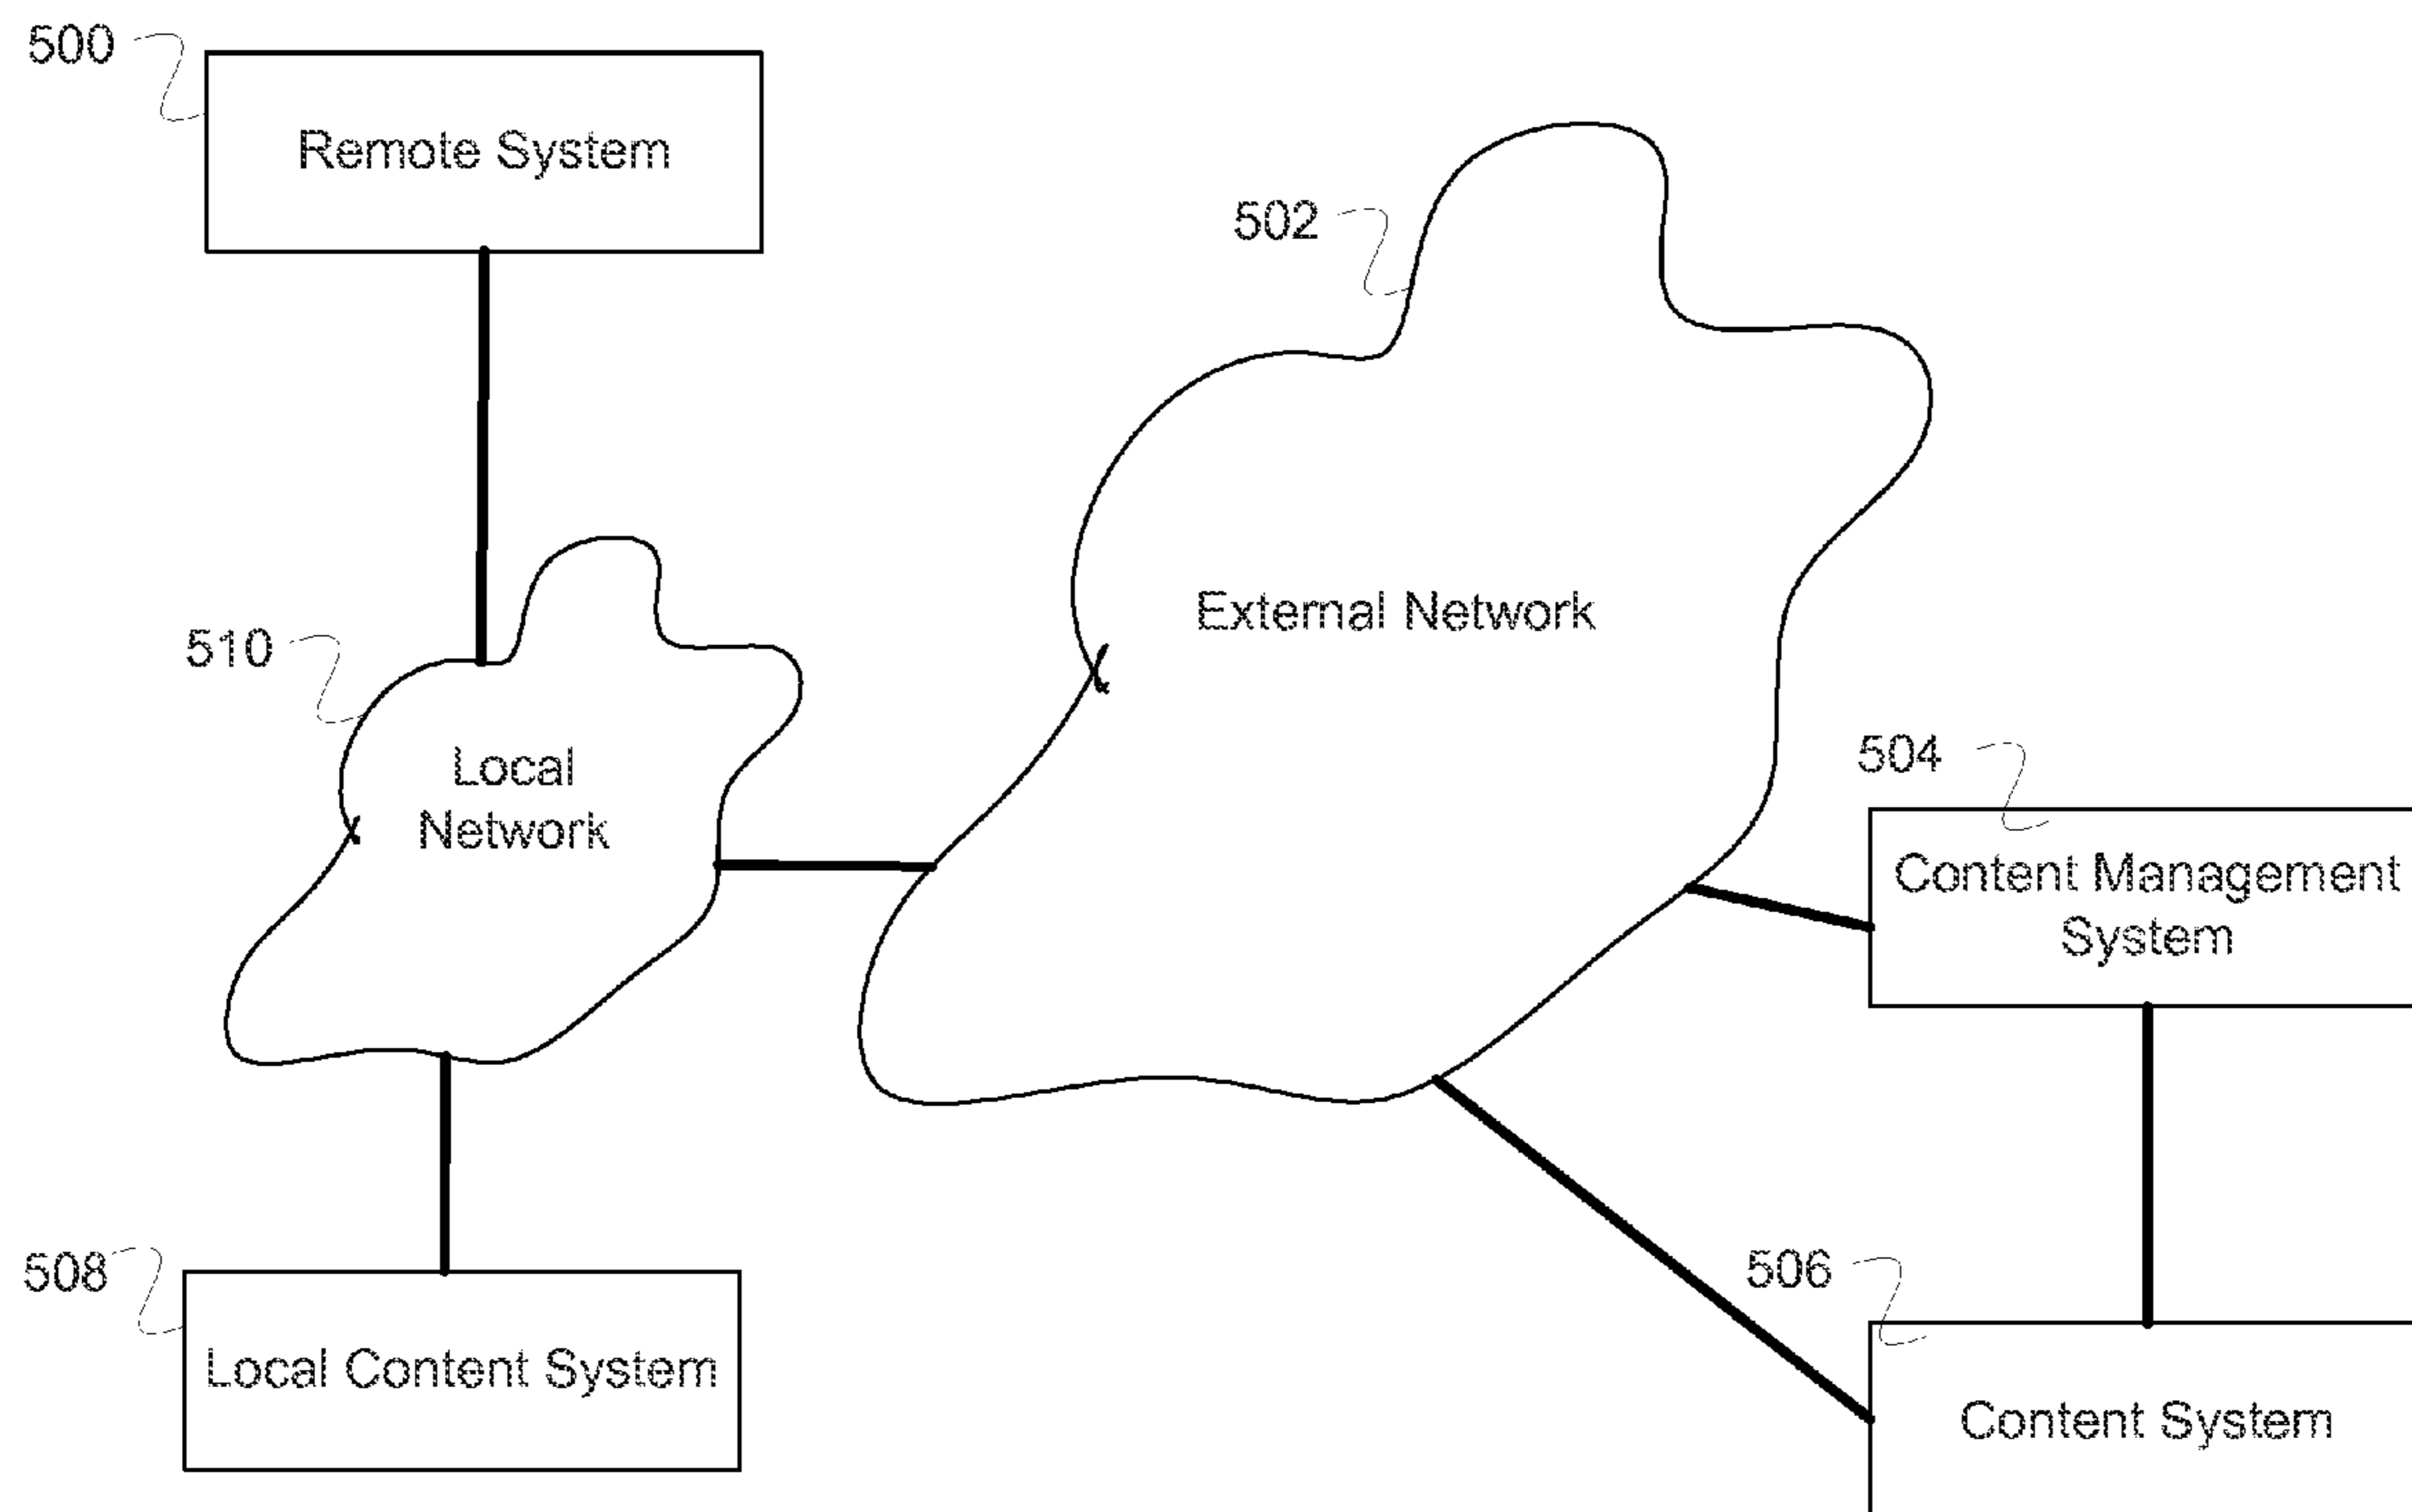 500
Remote System
502
External Network
510
Local
Network
504
Content Management
System
508
Local Content System
506
Content System